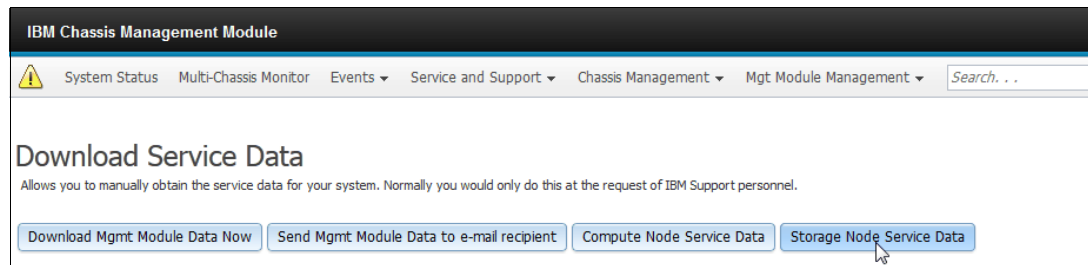 IBM Chassis Management Module
System Status Multi-Chassis Monitor Events Service and Support Chassis Management Mgt Module Management Search. . .
Download Service Data
Allows you to manually obtain the service data for your system. Normally you would only do this at the request of IBM Support personnel.
Download Mgmt Module Data Now Send Mgmt Module Data to e-mail recipient Compute Node Service Data Storage Node Service Data